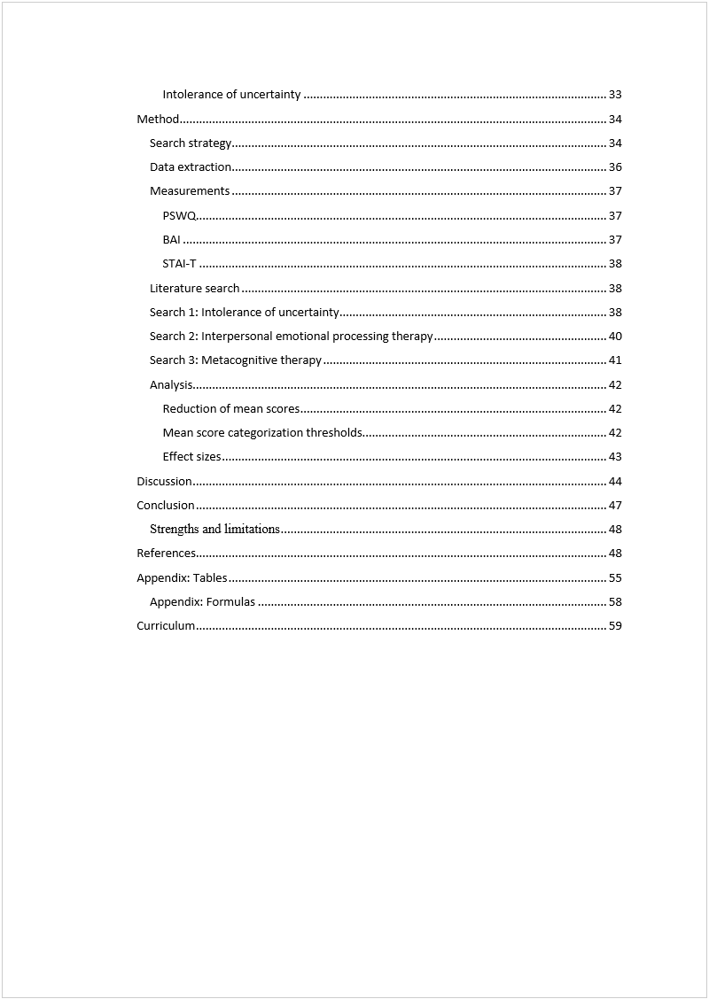 Intolerance of uncertainty ........................................................................................... 33
Method................................................................................................................................ 34
Search strategy................................................................................................................. 34
Data extraction................................................................................................................. 36
Measurements ................................................................................................................. 37
PSWQ........................................................................................................................... 37
BAI ............................................................................................................................... 37
STAI-T .......................................................................................................................... 38
Literature search .............................................................................................................. 38
Search 1: Intolerance of uncertainty................................................................................ 38
Search 2: Interpersonal emotional processing therapy.................................................... 40
Search 3: Metacognitive therapy ..................................................................................... 41
Analysis............................................................................................................................. 42
Reduction of mean scores............................................................................................ 42
Mean score categorization thresholds......................................................................... 42
Effect sizes ................................................................................................................... 43
Discussion............................................................................................................................ 44
Conclusion ........................................................................................................................... 47
Strengths and limitations.................................................................................................. 48
References........................................................................................................................... 48
Appendix: Tables ................................................................................................................. 55
Appendix: Formulas ......................................................................................................... 58
Curriculum........................................................................................................................... 59